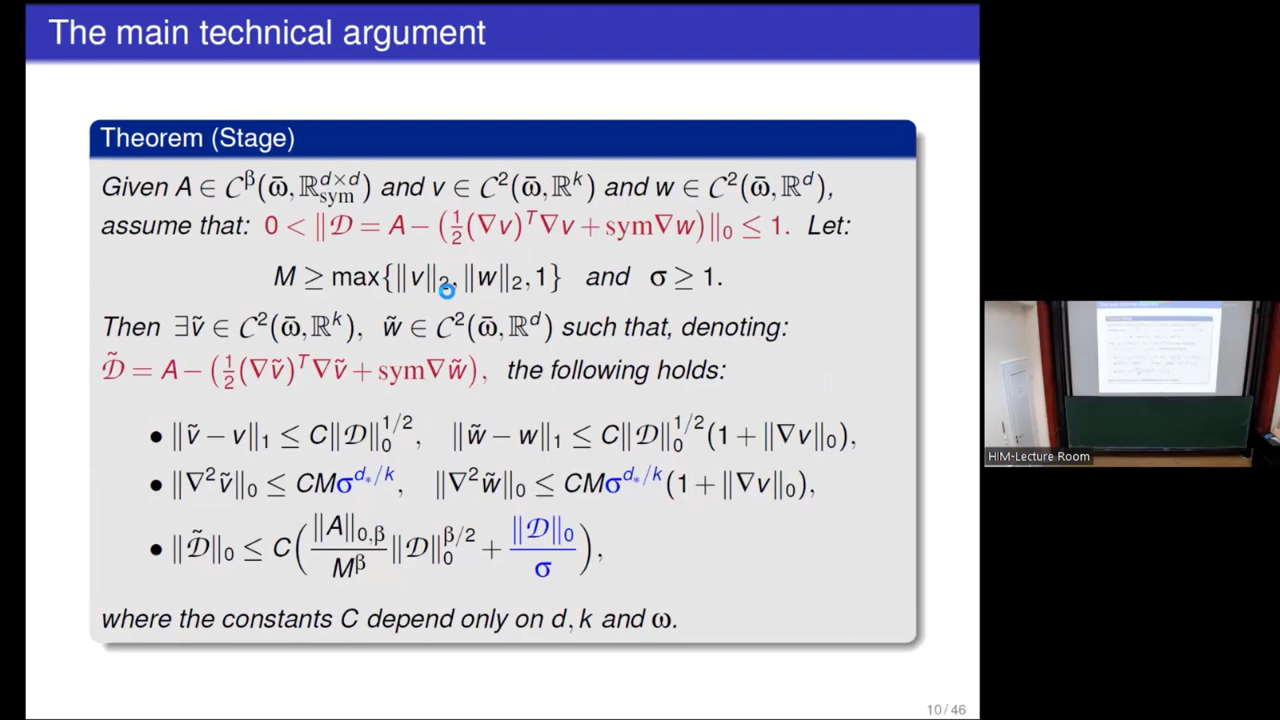 The main technical argument
Theorem (Stage)
Given A ∈ 𝒞^β(ω̄, ℝ^{d×d}_{sym}) and v ∈ 𝒞²(ω̄, ℝ^k) and w ∈ 𝒞²(ω̄, ℝ^d),
assume that: 0 < ‖𝒟 = A − (½(∇v)^T∇v + sym∇w)‖₀ ≤ 1. Let:
M ≥ max{‖v‖₂, ‖w‖₂, 1} and σ ≥ 1.
Then ∃ṽ ∈ 𝒞²(ω̄, ℝ^k), w̃ ∈ 𝒞²(ω̄, ℝ^d) such that, denoting:
𝒟̃ = A − (½(∇ṽ)^T∇ṽ + sym∇w̃), the following holds:
• ‖ṽ − v‖₁ ≤ C‖𝒟‖₀^{1/2}, ‖w̃ − w‖₁ ≤ C‖𝒟‖₀^{1/2}(1 + ‖∇v‖₀),
• ‖∇²ṽ‖₀ ≤ CMσ^{d_*/k}, ‖∇²w̃‖₀ ≤ CMσ^{d_*/k}(1 + ‖∇v‖₀),
• ‖𝒟̃‖₀ ≤ C(‖A‖_{0,β}/M^β ‖𝒟‖₀^{β/2} + ‖𝒟‖₀/σ),
where the constants C depend only on d, k and ω.
10 / 46
HIM-Lecture Room